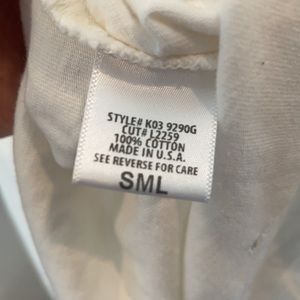 STYLE# K03 9290G
CUT# L2259
100% COTTON
MADE IN U.S.A.
SEE REVERSE FOR CARE
SML